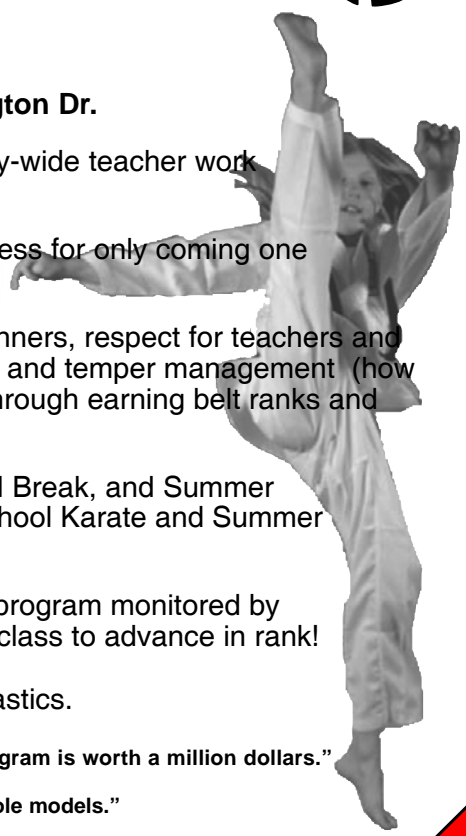 gton Dr.
y-wide teacher work
ess for only coming one
nners, respect for teachers and
and temper management (how
hrough earning belt ranks and
l Break, and Summer
chool Karate and Summer
program monitored by
class to advance in rank!
astics.
gram is worth a million dollars.”
ole models.”